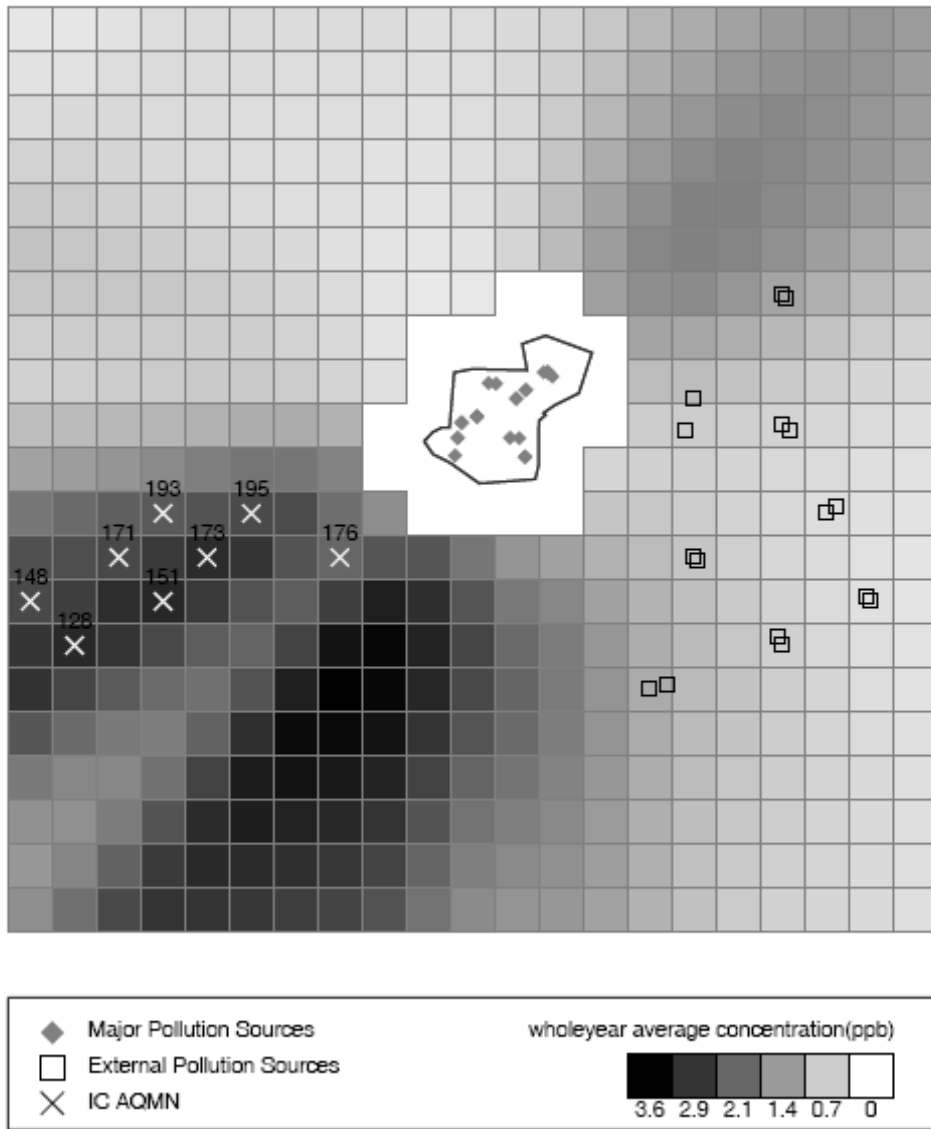 193 195
171 173 176
148 151
128
Major Pollution Sources wholeyear average concentration(ppb)
External Pollution Sources
IC AQMN
3.6 2.9 2.1 1.4 0.7 0